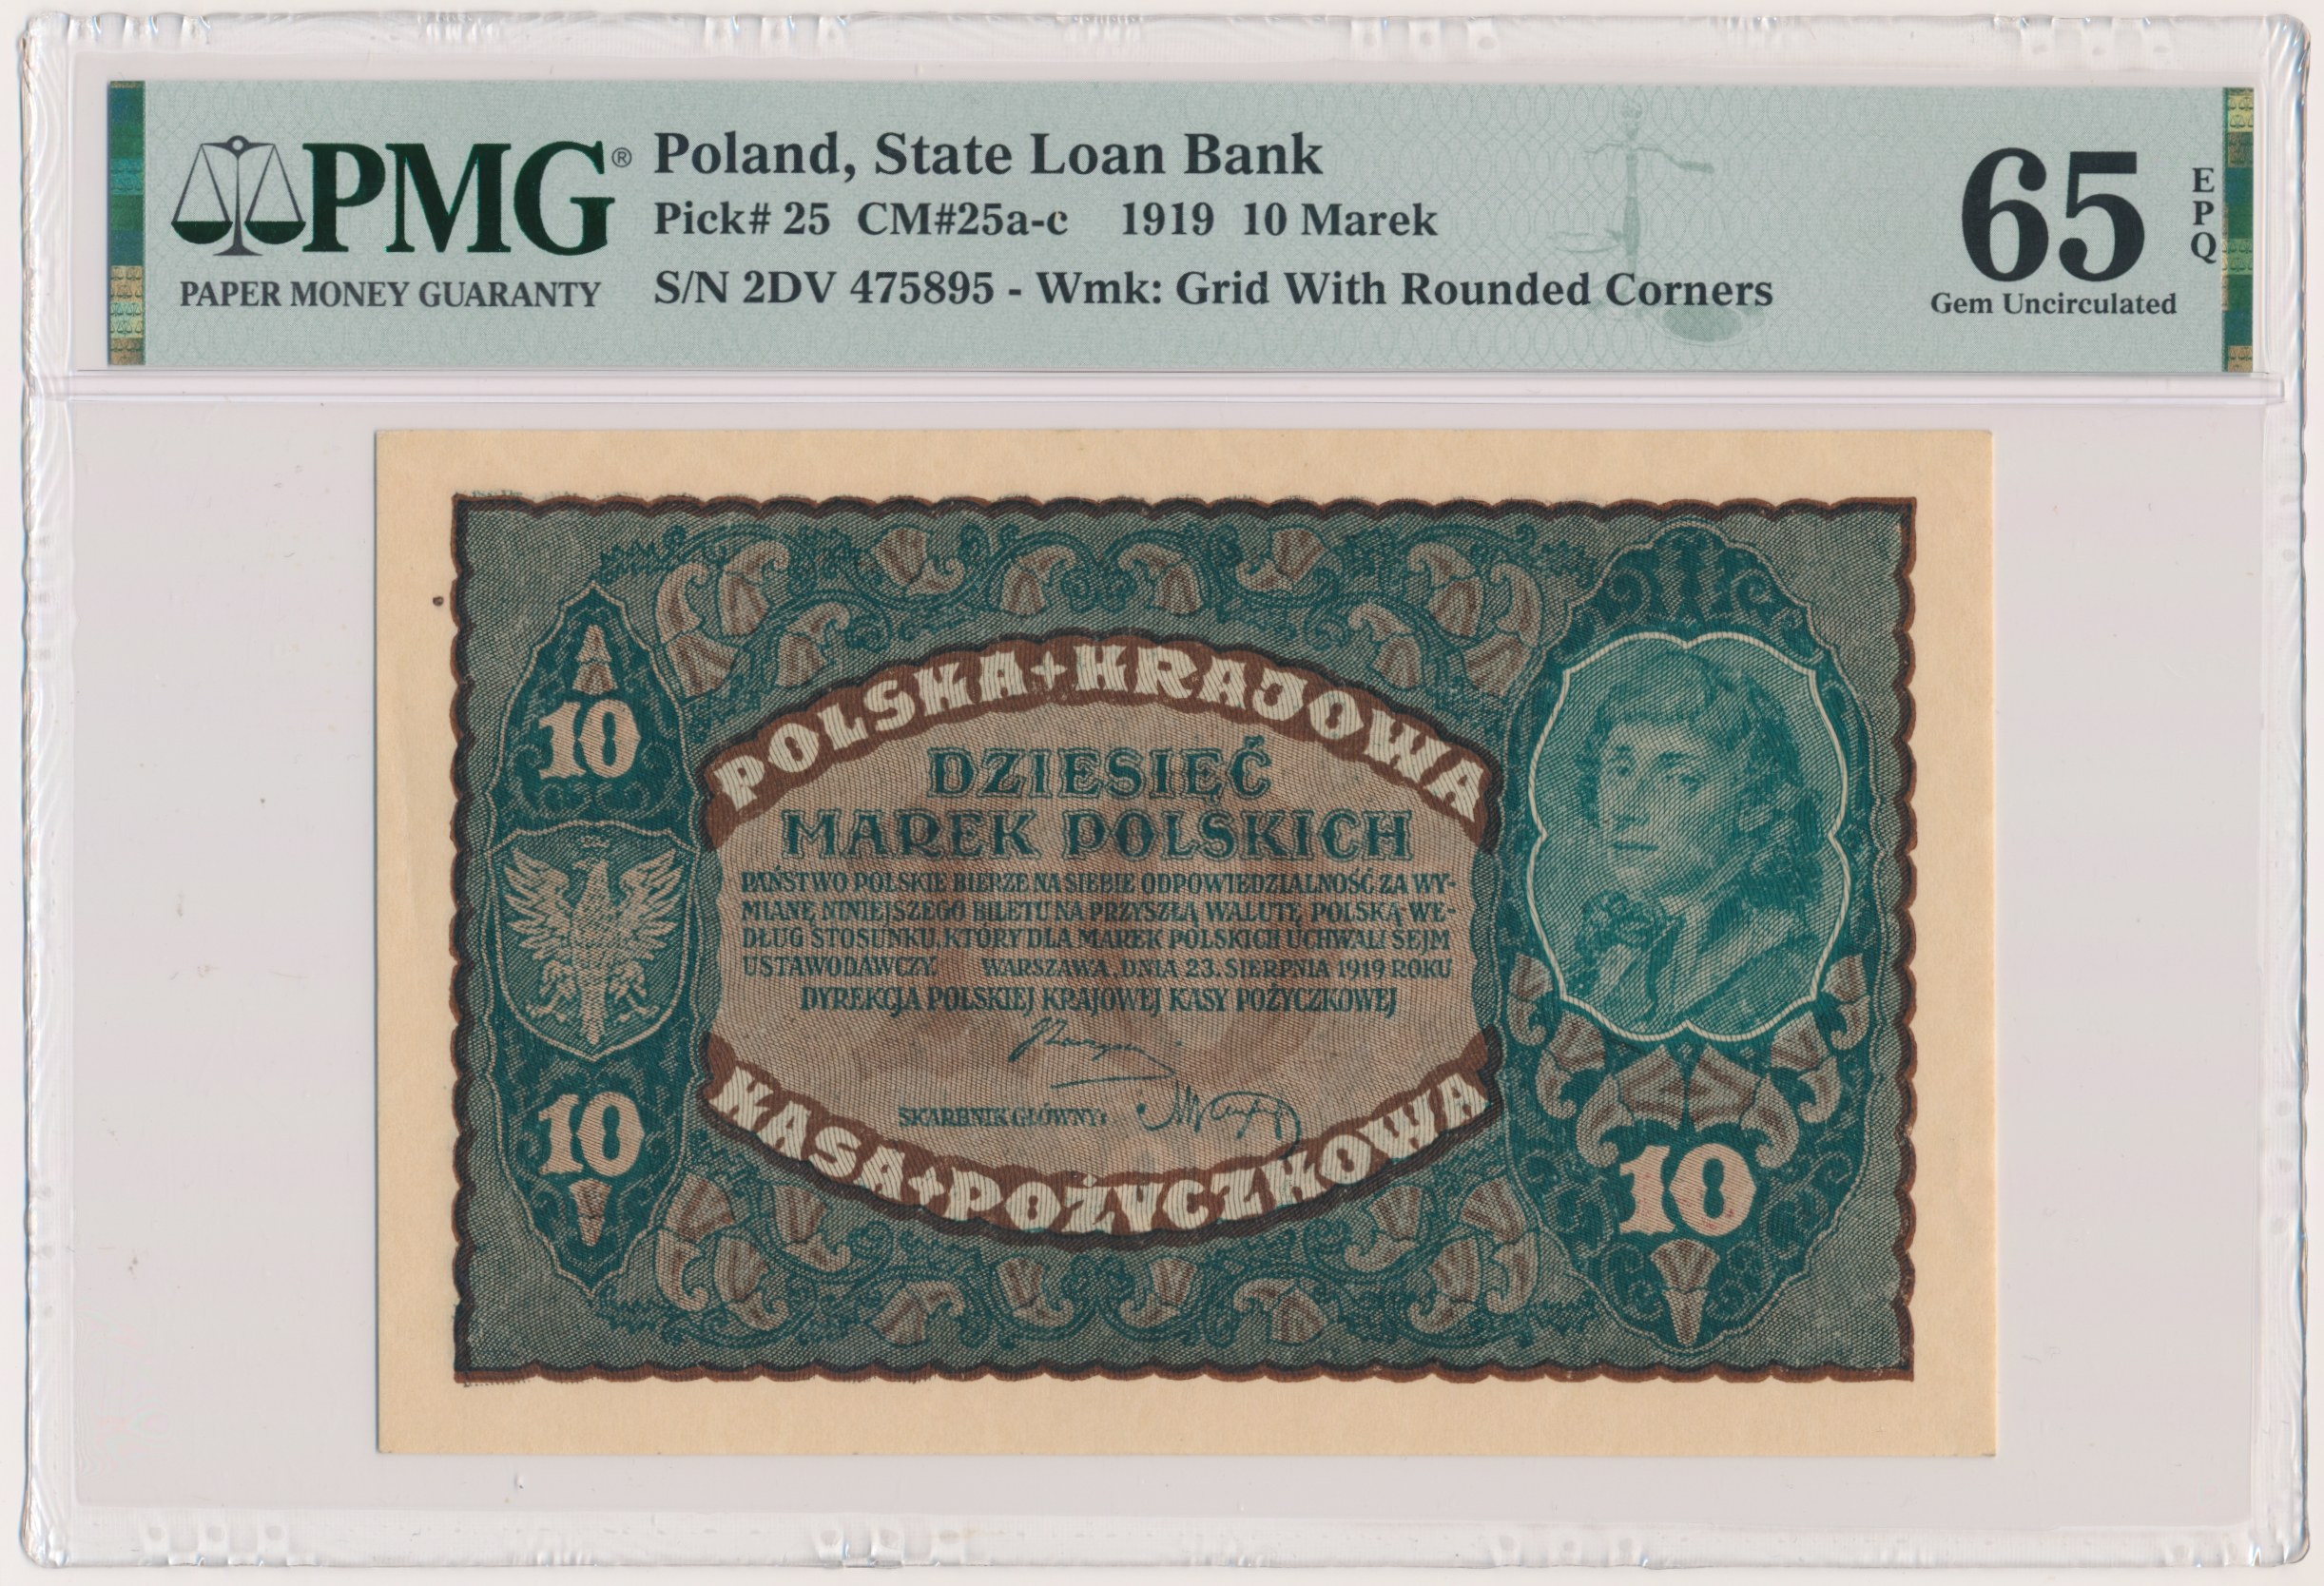 PMG®
PAPER MONEY GUARANTY
Poland, State Loan Bank
Pick# 25 CM#25a-c 1919 10 Marek
S/N 2DV 475895 - Wmk: Grid With Rounded Corners
65
EPQ
Gem Uncirculated
POLSKA + KRAJOWA
10
DZIESIĘĆ
MAREK POLSKICH
PAŃSTWO POLSKIE BIERZE NA SIEBIE ODPOWIEDZIALNOŚĆ ZA WY-
MIANĘ NINIEJSZEGO BILETU NA PRZYSZŁĄ WALUTĘ POLSKĄ WE-
DŁUG STOSUNKU, KTÓRY DLA MAREK POLSKICH UCHWALI SEJM
USTAWODAWCZY. WARSZAWA, DNIA 23. SIERPNIA 1919 ROKU
DYREKCJA POLSKIEJ KRAJOWEJ KASY POŻYCZKOWEJ
SKARBNIK GŁÓWNY:
10
10
KASA + POŻYCZKOWA